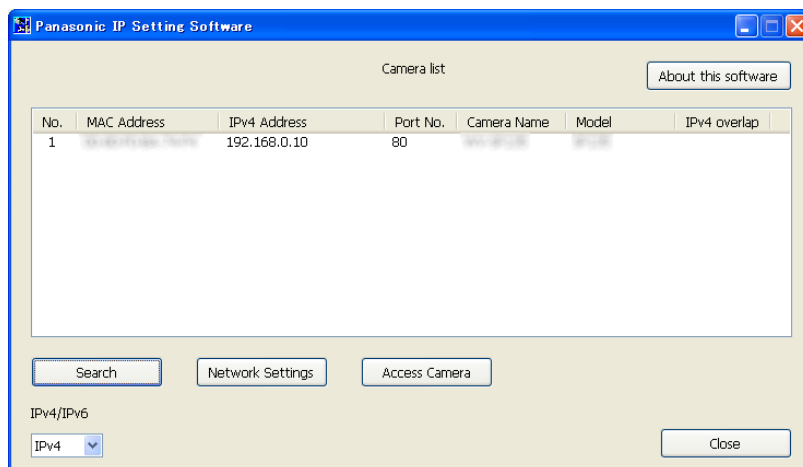 Panasonic IP Setting Software
Camera list
About this software
No. MAC Address IPv4 Address Port No. Camera Name Model IPv4 overlap
1 192.168.0.10 80
Search Network Settings Access Camera
IPv4/IPv6
IPv4 Close